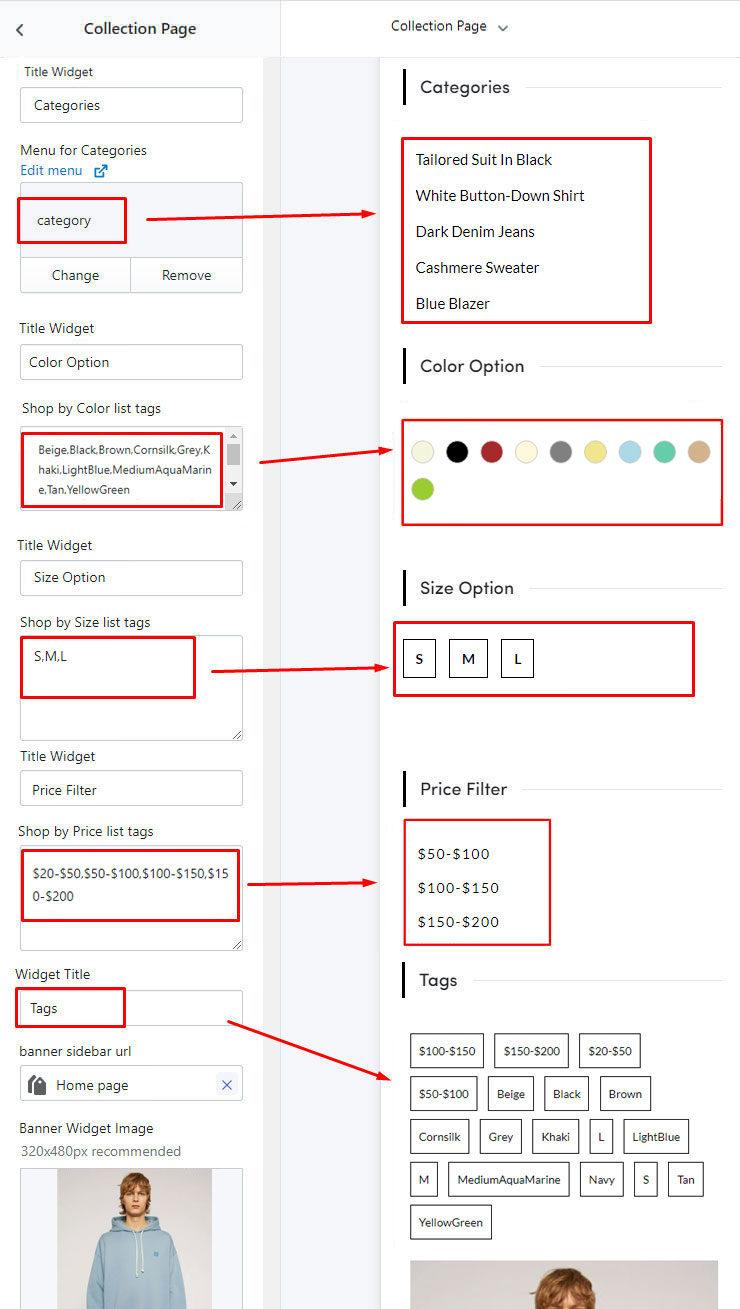 Collection Page
Title Widget
Categories
Menu for Categories
Edit menu
category
Change
Remove
Title Widget
Color Option
Shop by Color list tags
Beige,Black,Brown,Cornsilk,Grey,K
haki,LightBlue,MediumAquaMarin
e,Tan,YellowGreen
Title Widget
Size Option
Shop by Size list tags
S,M,L
Title Widget
Price Filter
Shop by Price list tags
$20-$50,$50-$100,$100-$150,$15
0-$200
Widget Title
Tags
banner sidebar url
Home page
Banner Widget Image
320x480px recommended
Collection Page
Categories
Tailored Suit In Black
White Button-Down Shirt
Dark Denim Jeans
Cashmere Sweater
Blue Blazer
Color Option
Size Option
S M L
Price Filter
$50-$100
$100-$150
$150-$200
Tags
$100-$150 $150-$200 $20-$50
$50-$100 Beige Black Brown
Cornsilk Grey Khaki L LightBlue
M MediumAquaMarine Navy S Tan
YellowGreen